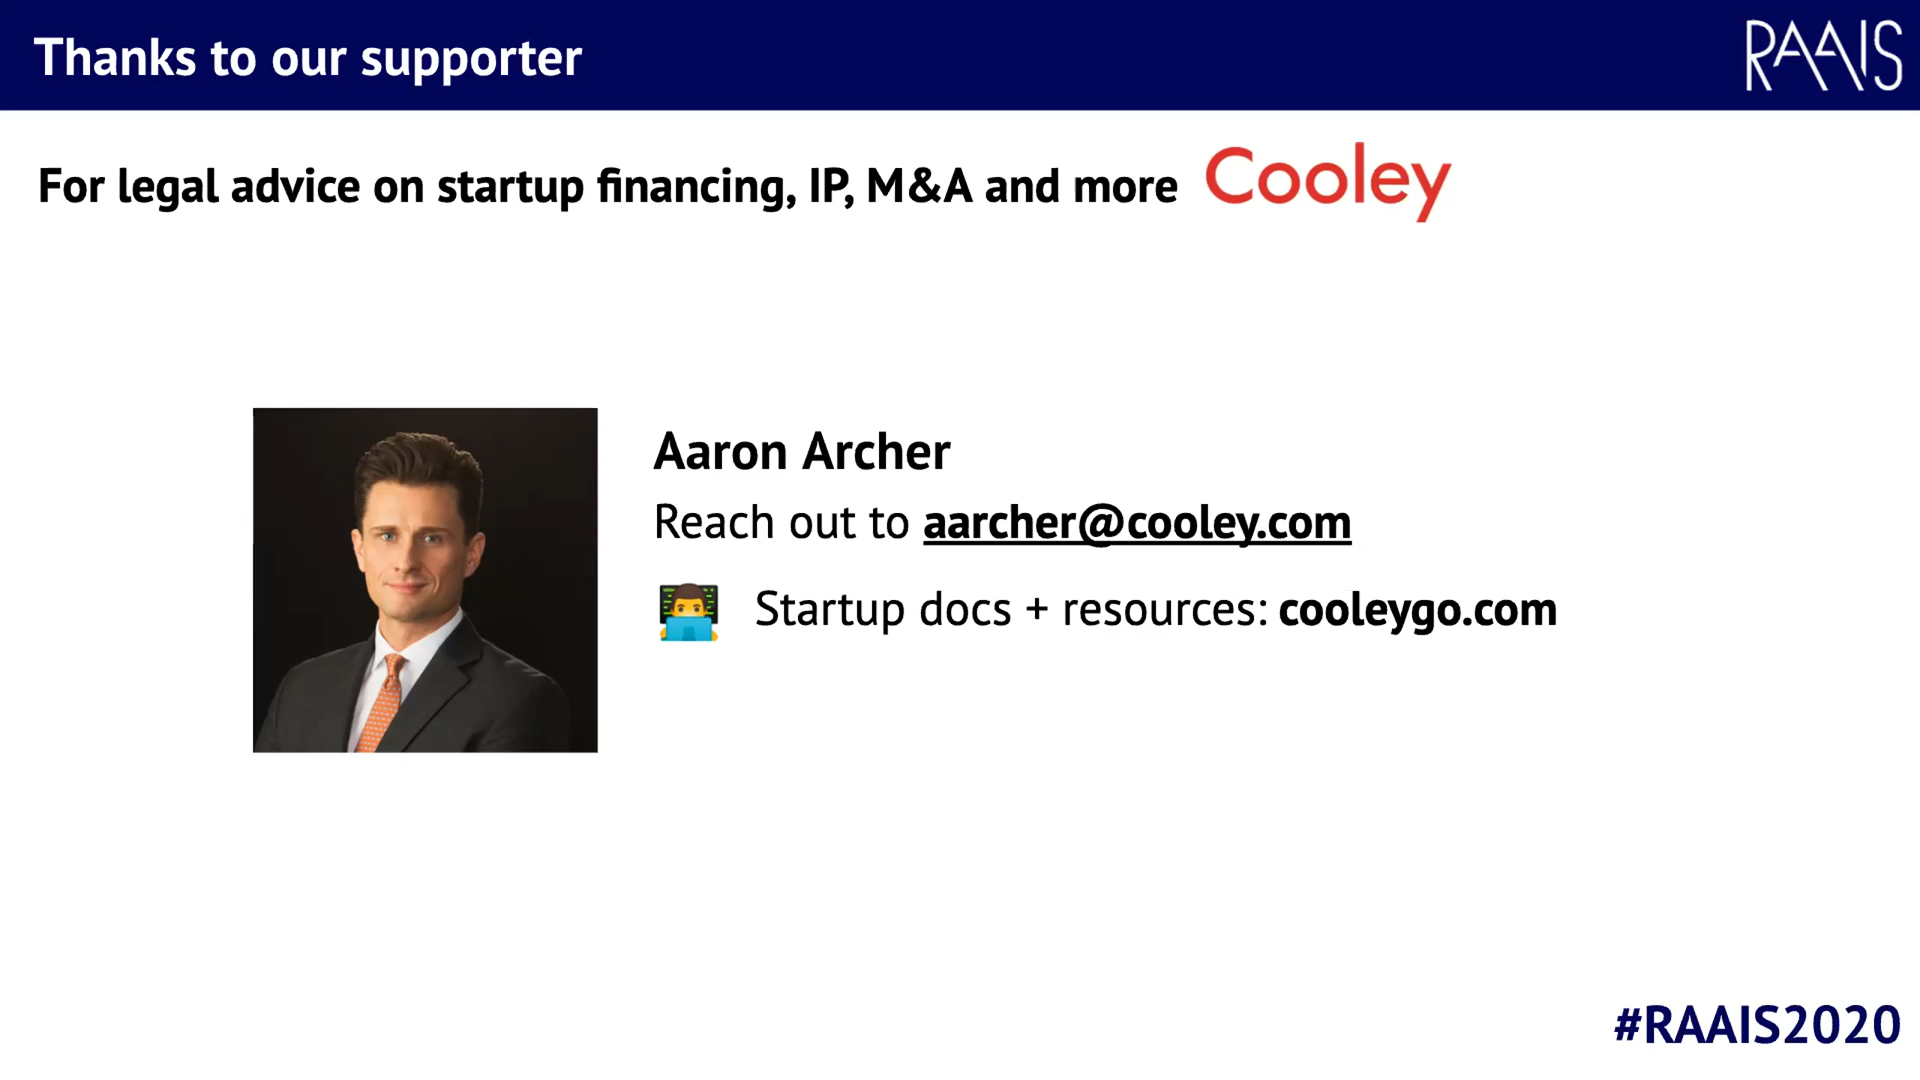 Thanks to our supporter
RAAIS
For legal advice on startup financing, IP, M&A and more
Cooley
Aaron Archer
Reach out to aarcher@cooley.com
Startup docs + resources: cooleygo.com
#RAAIS2020